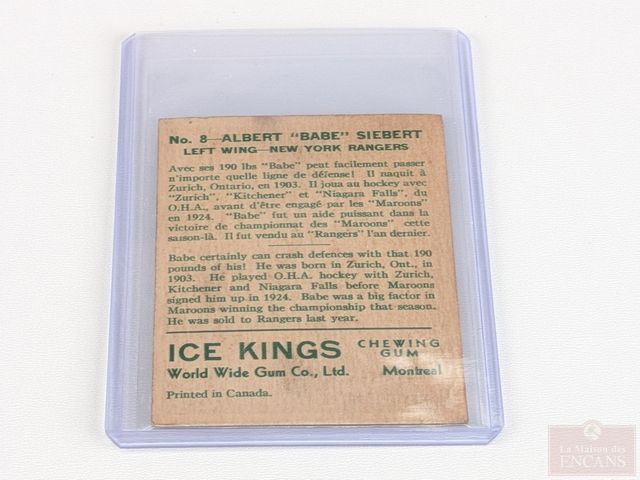 No. 8—ALBERT "BABE" SIEBERT
LEFT WING—NEW YORK RANGERS
Avec ses 190 lbs "Babe" peut facilement passer
n'importe quelle ligne de défense! Il naquit à
Zurich, Ontario, en 1903. Il joua au hockey avec
"Zurich", "Kitchener" et "Niagara Falls", du
O.H.A., avant d'être engagé par les "Maroons"
en 1924. "Babe" fut un aide puissant dans la
victoire de championnat des "Maroons" cette
saison-là. Il fut vendu au "Rangers" l'an dernier.
Babe certainly can crash defences with that 190
pounds of his! He was born in Zurich, Ont., in
1903. He played O.H.A. hockey with Zurich,
Kitchener and Niagara Falls before Maroons
signed him up in 1924. Babe was a big factor in
Maroons winning the championship that season.
He was sold to Rangers last year.
ICE KINGS CHEWING GUM
World Wide Gum Co., Ltd. Montreal
Printed in Canada.
La Maison des
ENCANS